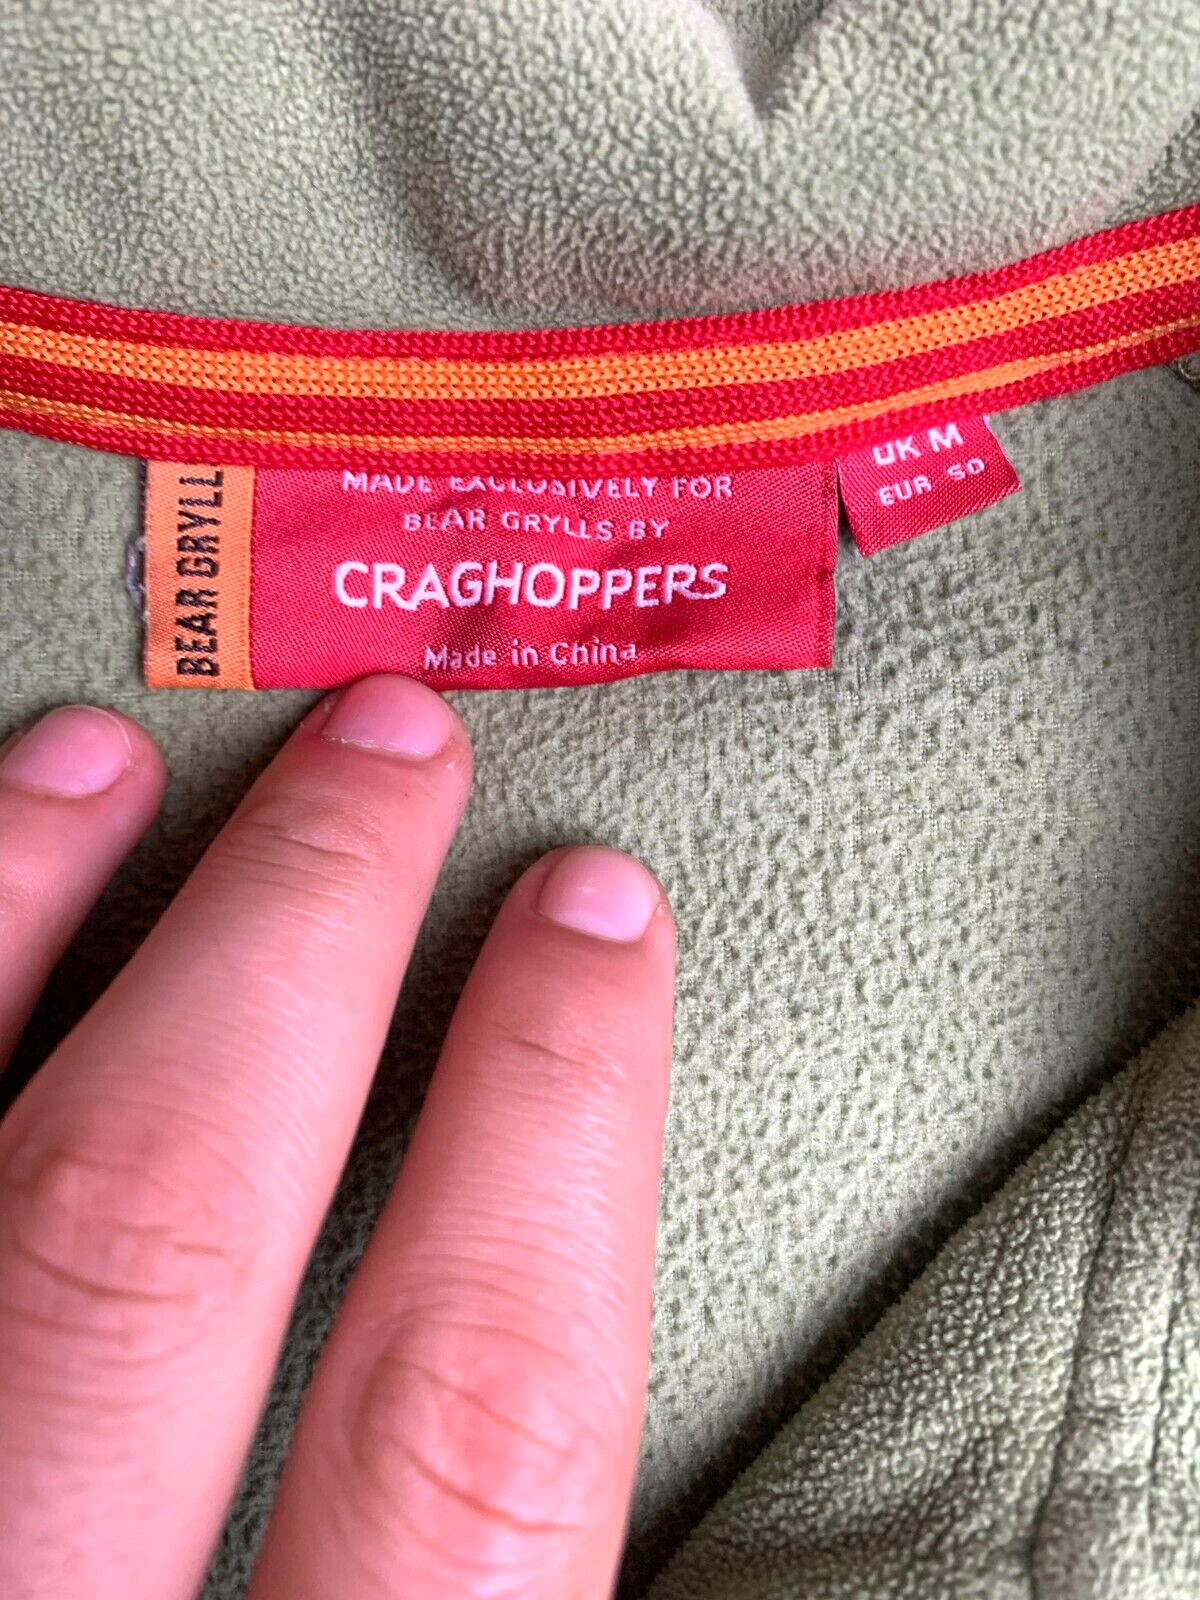 BEAR GRYLL
MADE EXCLUSIVELY FOR
BEAR GRYLLS BY
CRAGHOPPERS
Made in China
UK M
EUR 50